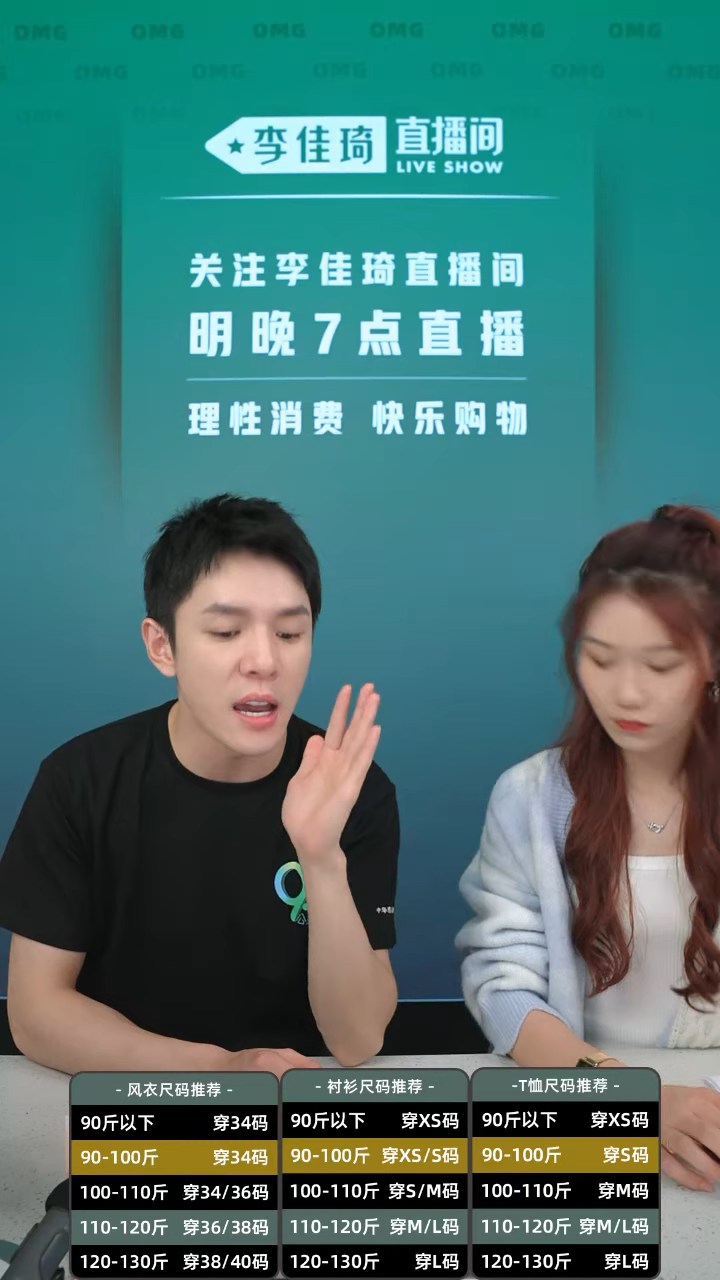 OMG OMG OMG OMG OMG OMG
OMG OMG OMG OMG OMG
李佳琦 直播间
LIVE SHOW
关注李佳琦直播间
明晚7点直播
理性消费 快乐购物
- 风衣尺码推荐 -
90斤以下 穿34码
90-100斤 穿34码
100-110斤 穿34/36码
110-120斤 穿36/38码
120-130斤 穿38/40码
- 衬衫尺码推荐 -
90斤以下 穿XS码
90-100斤 穿XS/S码
100-110斤 穿S/M码
110-120斤 穿M/L码
120-130斤 穿L码
-T恤尺码推荐 -
90斤以下 穿XS码
90-100斤 穿S码
100-110斤 穿M码
110-120斤 穿M/L码
120-130斤 穿L码